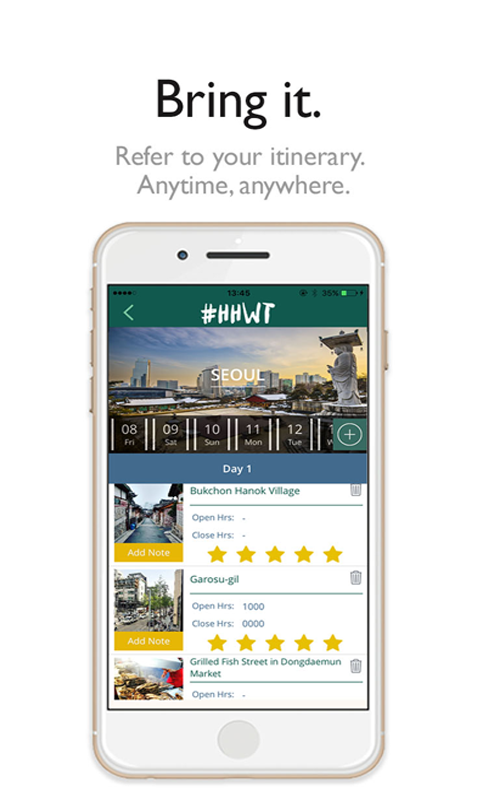 Bring it.
Refer to your itinerary.
Anytime, anywhere.
13:45
35%
#HHWT
SEOUL
08 09 10 11 12 1
Fri Sat Sun Mon Tue W
Day 1
Bukchon Hanok Village
Open Hrs: -
Close Hrs: -
Add Note
Garosu-gil
Open Hrs: 1000
Close Hrs: 0000
Add Note
Grilled Fish Street in Dongdaemun
Market
Open Hrs: -